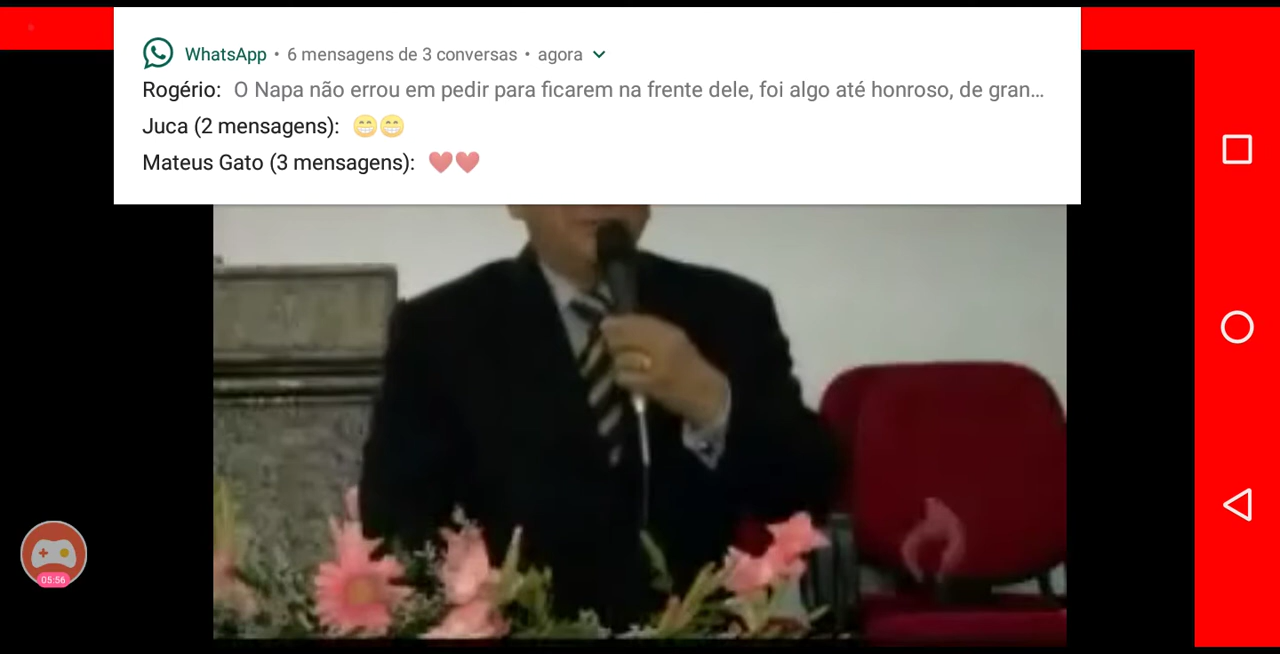 WhatsApp • 6 mensagens de 3 conversas • agora
Rogério: O Napa não errou em pedir para ficarem na frente dele, foi algo até honroso, de gran...
Juca (2 mensagens): 😁😁
Mateus Gato (3 mensagens): ❤️❤️
05:56